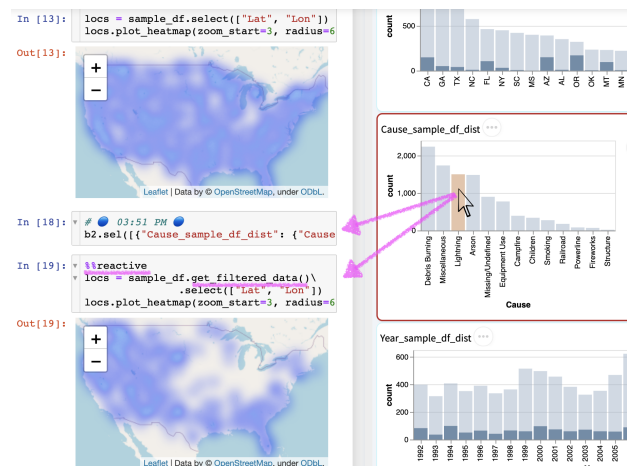 In [13]:
locs = sample_df.select(["Lat", "Lon"])
locs.plot_heatmap(zoom_start=3, radius=6
Out[13]:
+
−
Leaflet | Data by © OpenStreetMap, under ODbL.
In [18]:
# 03:51 PM
b2.sel([{"Cause_sample_df_dist": {"Cause
In [19]:
%%reactive
locs = sample_df.get_filtered_data()\
.select(["Lat", "Lon"])
locs.plot_heatmap(zoom_start=3, radius=6
Out[19]:
+
−
Leaflet | Data by © OpenStreetMap, under ODbL.
count
500
0
CA
GA
TX
NC
FL
NY
SC
MS
AZ
AL
OR
OK
MT
MN
Cause_sample_df_dist
count
2,000
1,000
0
Debris Burning
Miscellaneous
Lightning
Arson
Missing/Undefined
Equipment Use
Campfire
Children
Smoking
Railroad
Powerline
Fireworks
Structure
Cause
Year_sample_df_dist
count
600
400
200
0
1992
1993
1994
1995
1996
1997
1998
1999
2000
2001
2002
2003
2004
2005